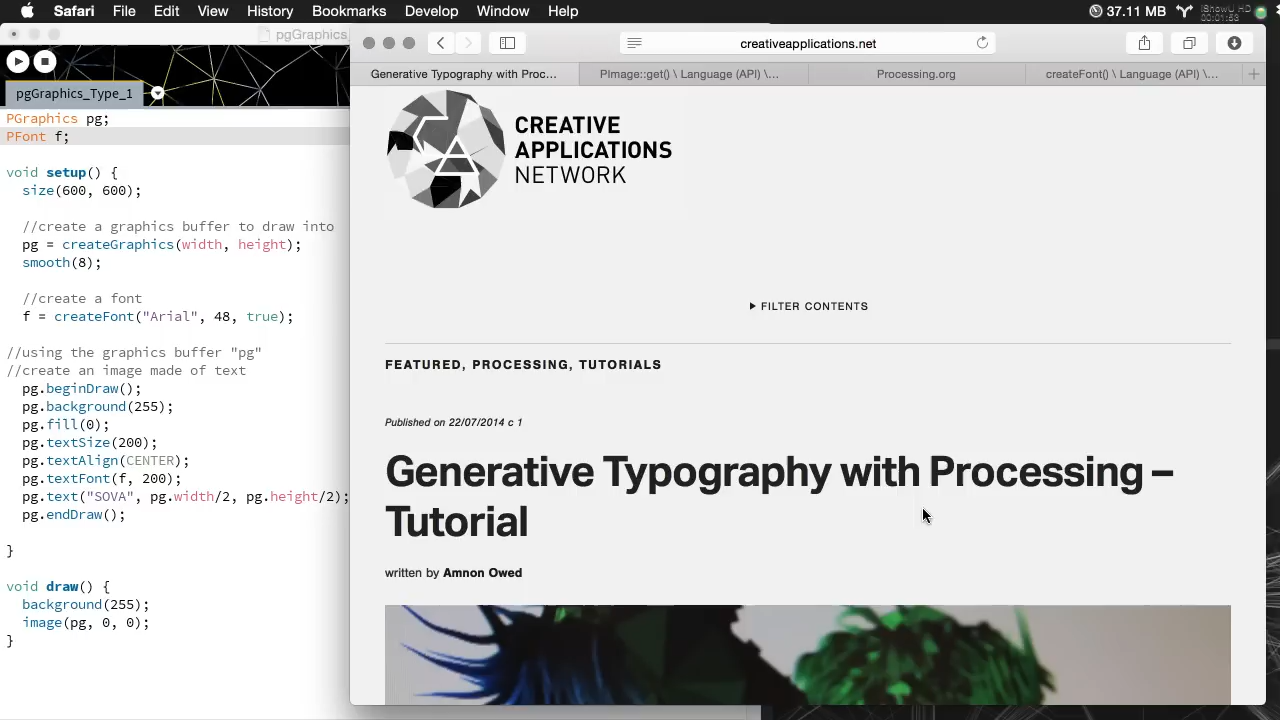 Safari File Edit View History Bookmarks Develop Window Help
37.11 MB
iShowU HD
00:01:53
pgGraphics_
creativeapplications.net
Generative Typography with Proc...
PImage::get() \ Language (API) \...
Processing.org
createFont() \ Language (API) \...
pgGraphics_Type_1
PGraphics pg;
PFont f;
void setup() {
size(600, 600);
//create a graphics buffer to draw into
pg = createGraphics(width, height);
smooth(8);
//create a font
f = createFont("Arial", 48, true);
//using the graphics buffer "pg"
//create an image made of text
pg.beginDraw();
pg.background(255);
pg.fill(0);
pg.textSize(200);
pg.textAlign(CENTER);
pg.textFont(f, 200);
pg.text("SOVA", pg.width/2, pg.height/2);
pg.endDraw();
}
void draw() {
background(255);
image(pg, 0, 0);
}
CREATIVE
APPLICATIONS
NETWORK
FILTER CONTENTS
FEATURED, PROCESSING, TUTORIALS
Published on 22/07/2014 c 1
Generative Typography with Processing –
Tutorial
written by Amnon Owed